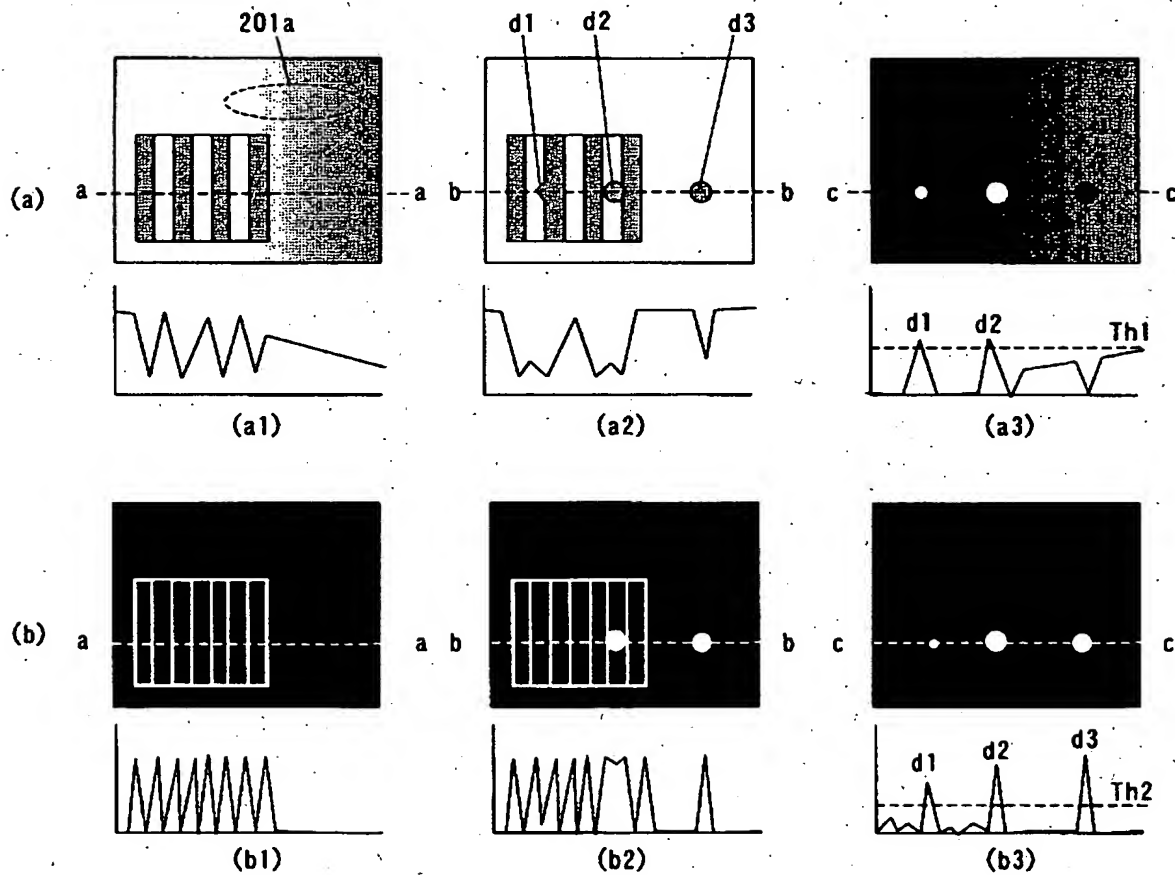 201a
d1 d2 d3
(a) a a b b c c
d1 d2 Th1
(a1) (a2) (a3)
(b) a a b b c c
d1 d2 d3
Th2
(b1) (b2) (b3)